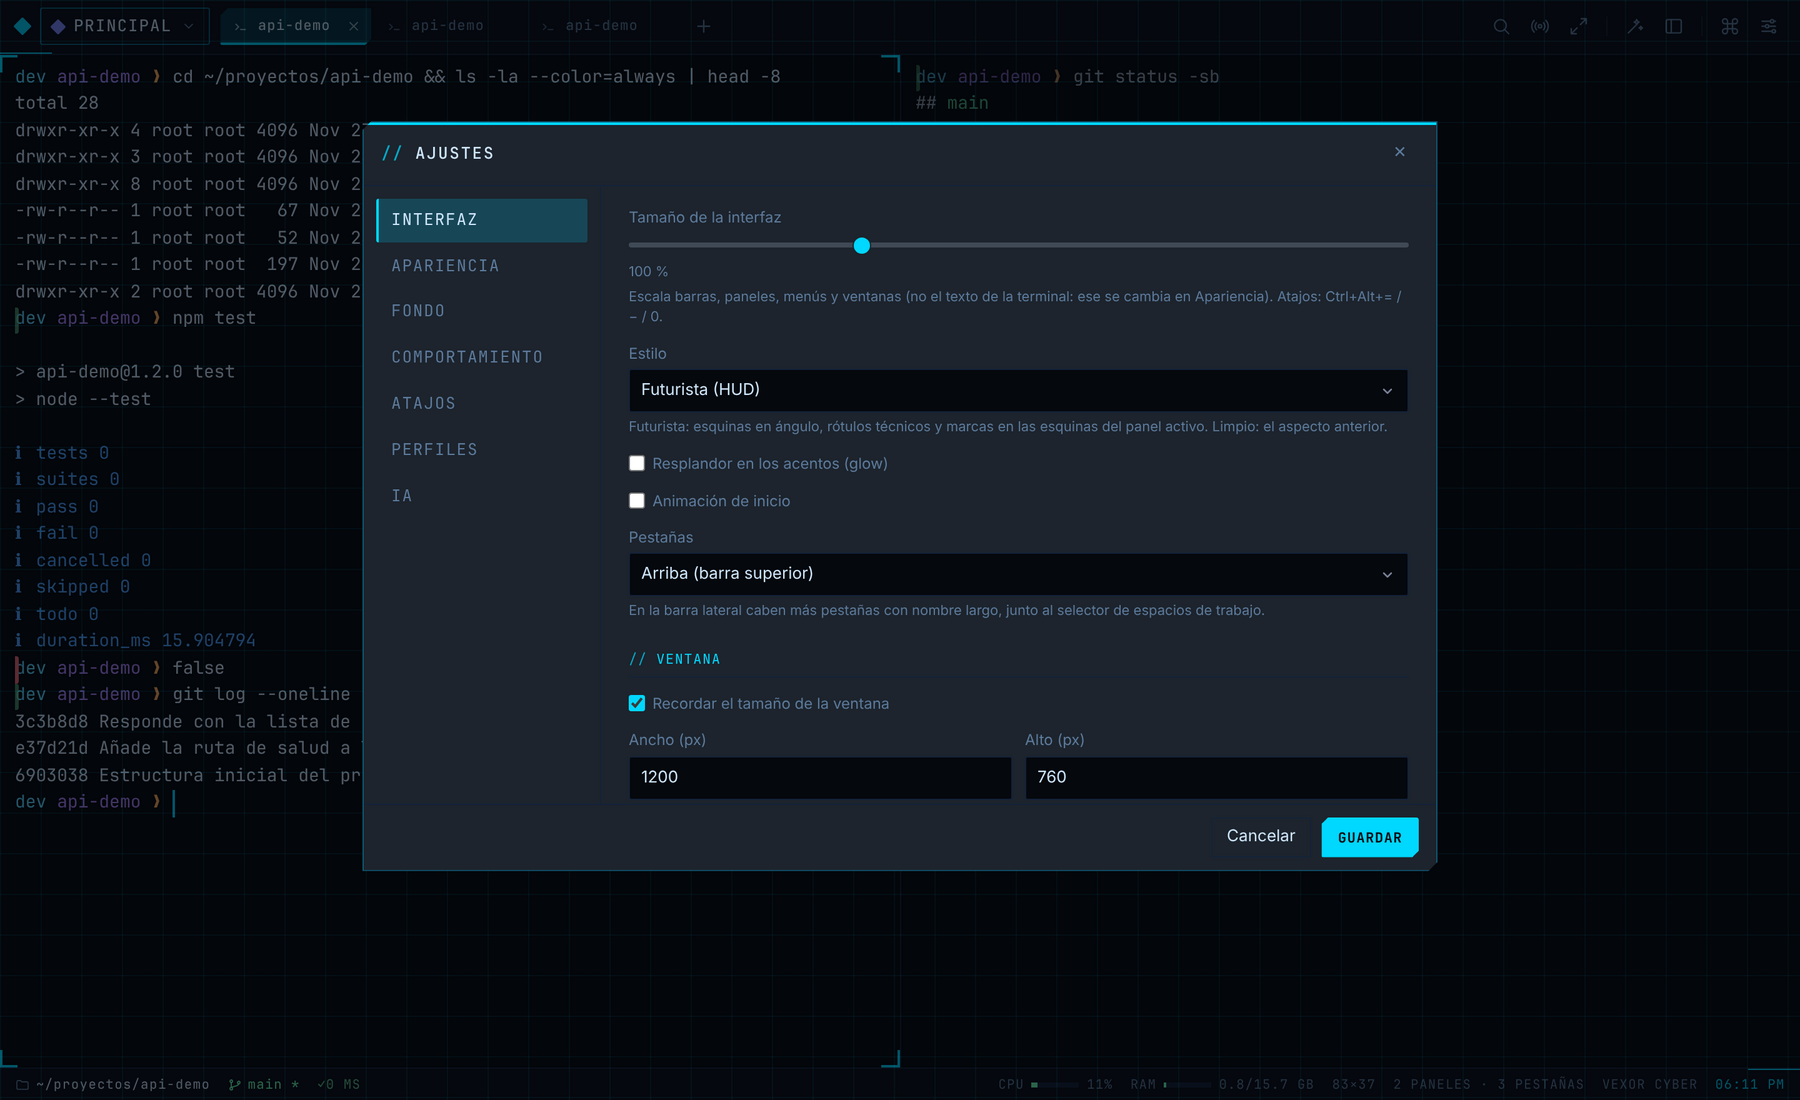 PRINCIPAL
api-demo
api-demo
api-demo
dev api-demo ❯ cd ~/proyectos/api-demo && ls -la --color=always | head -8
total 28
drwxr-xr-x 4 root root 4096 Nov 2
drwxr-xr-x 3 root root 4096 Nov 2
drwxr-xr-x 8 root root 4096 Nov 2
-rw-r--r-- 1 root root   67 Nov 2
-rw-r--r-- 1 root root   52 Nov 2
-rw-r--r-- 1 root root  197 Nov 2
drwxr-xr-x 2 root root 4096 Nov 2
dev api-demo ❯ npm test
> api-demo@1.2.0 test
> node --test
ℹ tests 0
ℹ suites 0
ℹ pass 0
ℹ fail 0
ℹ cancelled 0
ℹ skipped 0
ℹ todo 0
ℹ duration_ms 15.904794
dev api-demo ❯ false
dev api-demo ❯ git log --oneline
3c3b8d8 Responde con la lista de
e37d21d Añade la ruta de salud a
6903038 Estructura inicial del pr
dev api-demo ❯
dev api-demo ❯ git status -sb
## main
// AJUSTES
INTERFAZ
APARIENCIA
FONDO
COMPORTAMIENTO
ATAJOS
PERFILES
IA
Tamaño de la interfaz
100 %
Escala barras, paneles, menús y ventanas (no el texto de la terminal: ese se cambia en Apariencia). Atajos: Ctrl+Alt+= /
− / 0.
Estilo
Futurista (HUD)
Futurista: esquinas en ángulo, rótulos técnicos y marcas en las esquinas del panel activo. Limpio: el aspecto anterior.
Resplandor en los acentos (glow)
Animación de inicio
Pestañas
Arriba (barra superior)
En la barra lateral caben más pestañas con nombre largo, junto al selector de espacios de trabajo.
// VENTANA
Recordar el tamaño de la ventana
Ancho (px)
Alto (px)
1200
760
Cancelar
GUARDAR
~/proyectos/api-demo
main *
✓0 MS
CPU 11%
RAM 0.8/15.7 GB
83×37
2 PANELES · 3 PESTAÑAS
VEXOR CYBER
06:11 PM